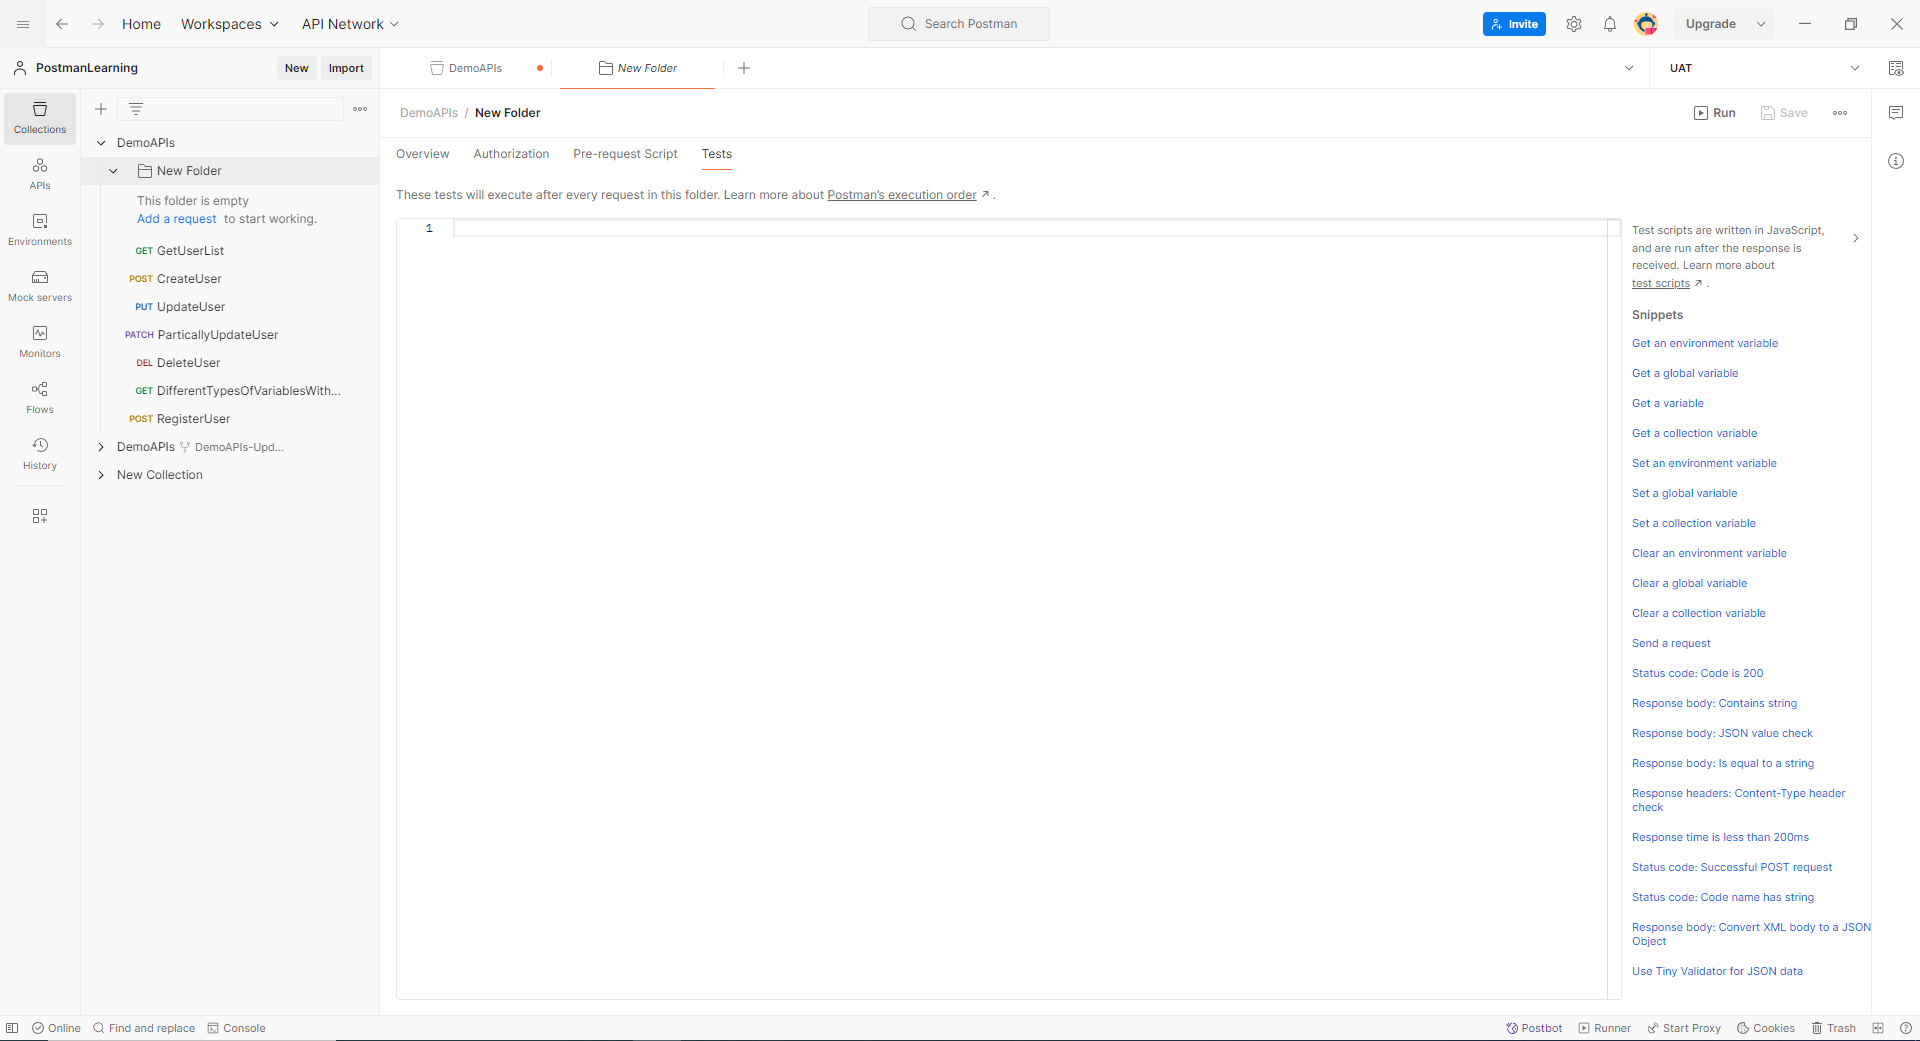 Home Workspaces API Network Search Postman Invite Upgrade
PostmanLearning New Import DemoAPIs New Folder UAT
DemoAPIs / New Folder Run Save
Overview Authorization Pre-request Script Tests
These tests will execute after every request in this folder. Learn more about Postman's execution order ↗ .
Collections
APIs
Environments
Mock servers
Monitors
Flows
History
DemoAPIs
New Folder
This folder is empty
Add a request to start working.
GET GetUserList
POST CreateUser
PUT UpdateUser
PATCH ParticallyUpdateUser
DEL DeleteUser
GET DifferentTypesOfVariablesWith...
POST RegisterUser
DemoAPIs DemoAPIs-Upd...
New Collection
1
Test scripts are written in JavaScript,
and are run after the response is
received. Learn more about
test scripts ↗ .
Snippets
Get an environment variable
Get a global variable
Get a variable
Get a collection variable
Set an environment variable
Set a global variable
Set a collection variable
Clear an environment variable
Clear a global variable
Clear a collection variable
Send a request
Status code: Code is 200
Response body: Contains string
Response body: JSON value check
Response body: Is equal to a string
Response headers: Content-Type header
check
Response time is less than 200ms
Status code: Successful POST request
Status code: Code name has string
Response body: Convert XML body to a JSON
Object
Use Tiny Validator for JSON data
Online Find and replace Console Postbot Runner Start Proxy Cookies Trash